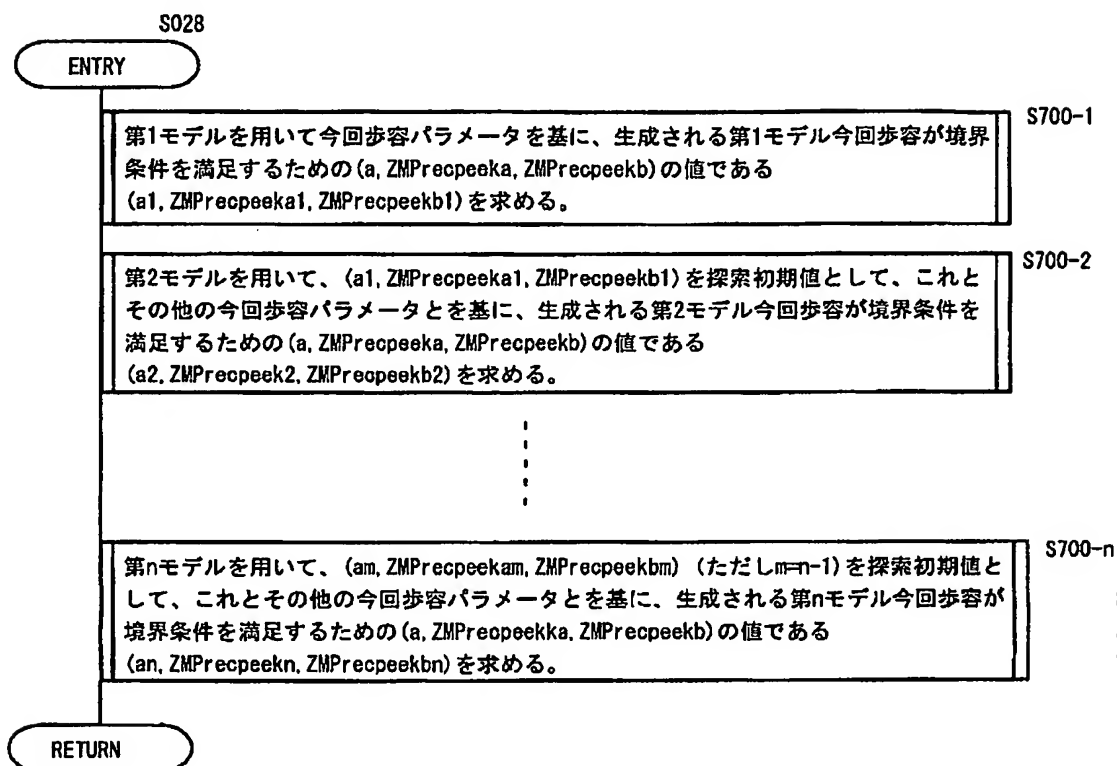 S028
ENTRY
S700-1
第1モデルを用いて今回歩容パラメータを基に、生成される第1モデル今回歩容が境界
条件を満足するための(a, ZMPrecpeeka, ZMPrecpeekb)の値である
(a1, ZMPrecpeeka1, ZMPrecpeekb1)を求める。
S700-2
第2モデルを用いて、(a1, ZMPrecpeeka1, ZMPrecpeekb1)を探索初期値として、これと
その他の今回歩容パラメータとを基に、生成される第2モデル今回歩容が境界条件を
満足するための(a, ZMPrecpeeka, ZMPrecpeekb)の値である
(a2, ZMPrecpeek2, ZMPrecpeekb2)を求める。
S700-n
第nモデルを用いて、(am, ZMPrecpeekam, ZMPrecpeekbm)(ただしm=n-1)を探索初期値と
して、これとその他の今回歩容パラメータとを基に、生成される第nモデル今回歩容が
境界条件を満足するための(a, ZMPrecpeekka, ZMPrecpeekb)の値である
(an, ZMPrecpeekn, ZMPrecpeekbn)を求める。
RETURN